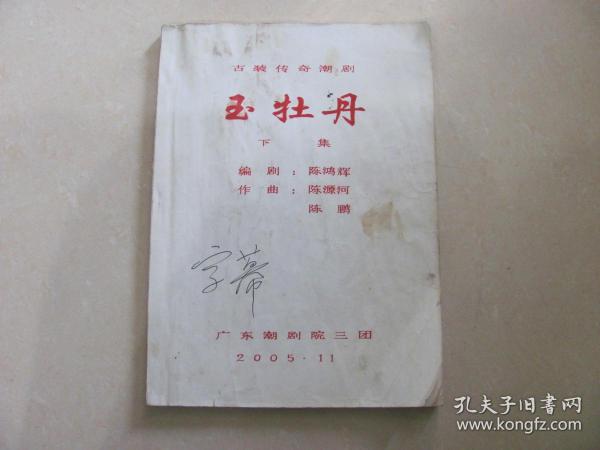 古装传奇潮剧
玉牡丹
下 集
编 剧：陈鸿辉
作 曲：陈源河
陈 鹏
字幕
广东潮剧院三团
2005·11
孔夫子旧书网
www.kongfz.com